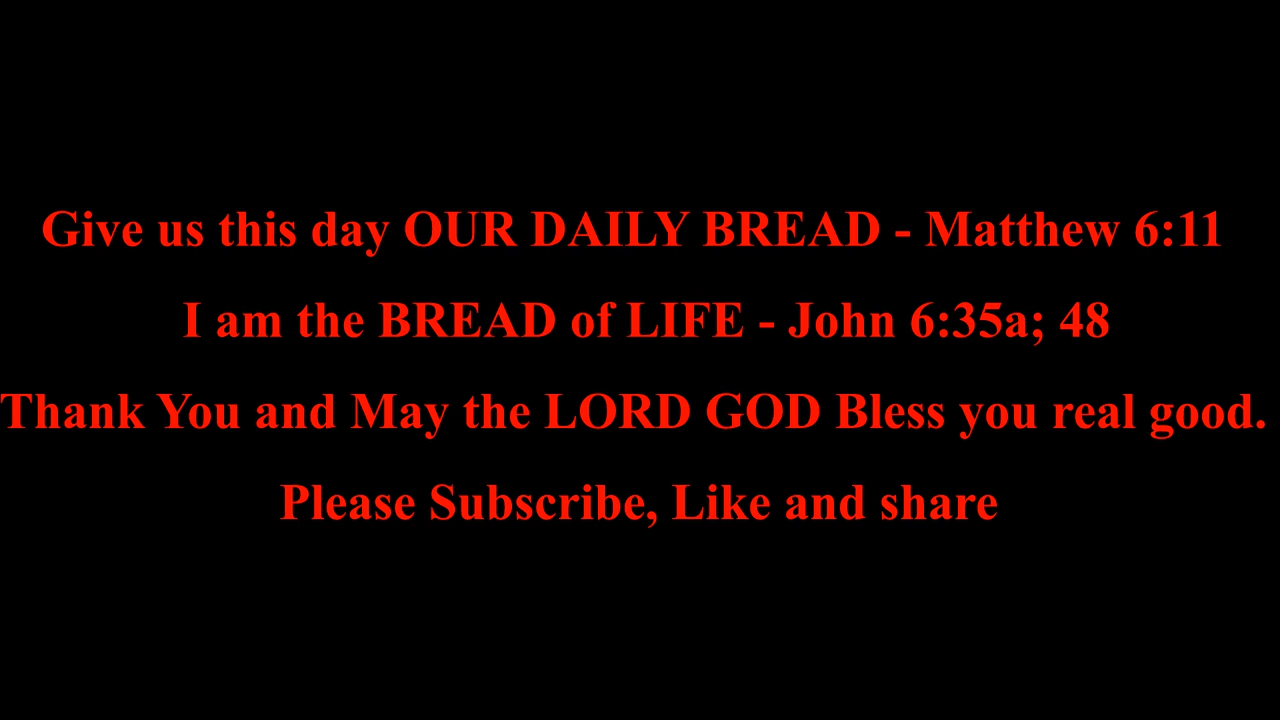 Give us this day OUR DAILY BREAD - Matthew 6:11
I am the BREAD of LIFE - John 6:35a; 48
Thank You and May the LORD GOD Bless you real good.
Please Subscribe, Like and share